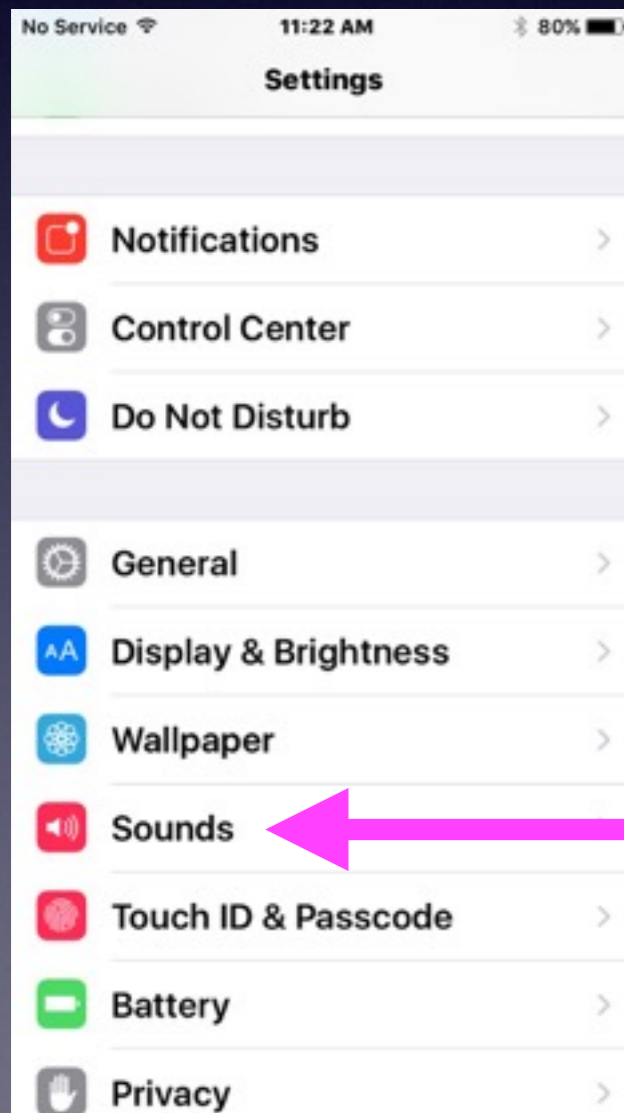 No Service 11:22 AM 80%
Settings
Notifications
Control Center
Do Not Disturb
General
AA Display & Brightness
Wallpaper
Sounds
Touch ID & Passcode
Battery
Privacy